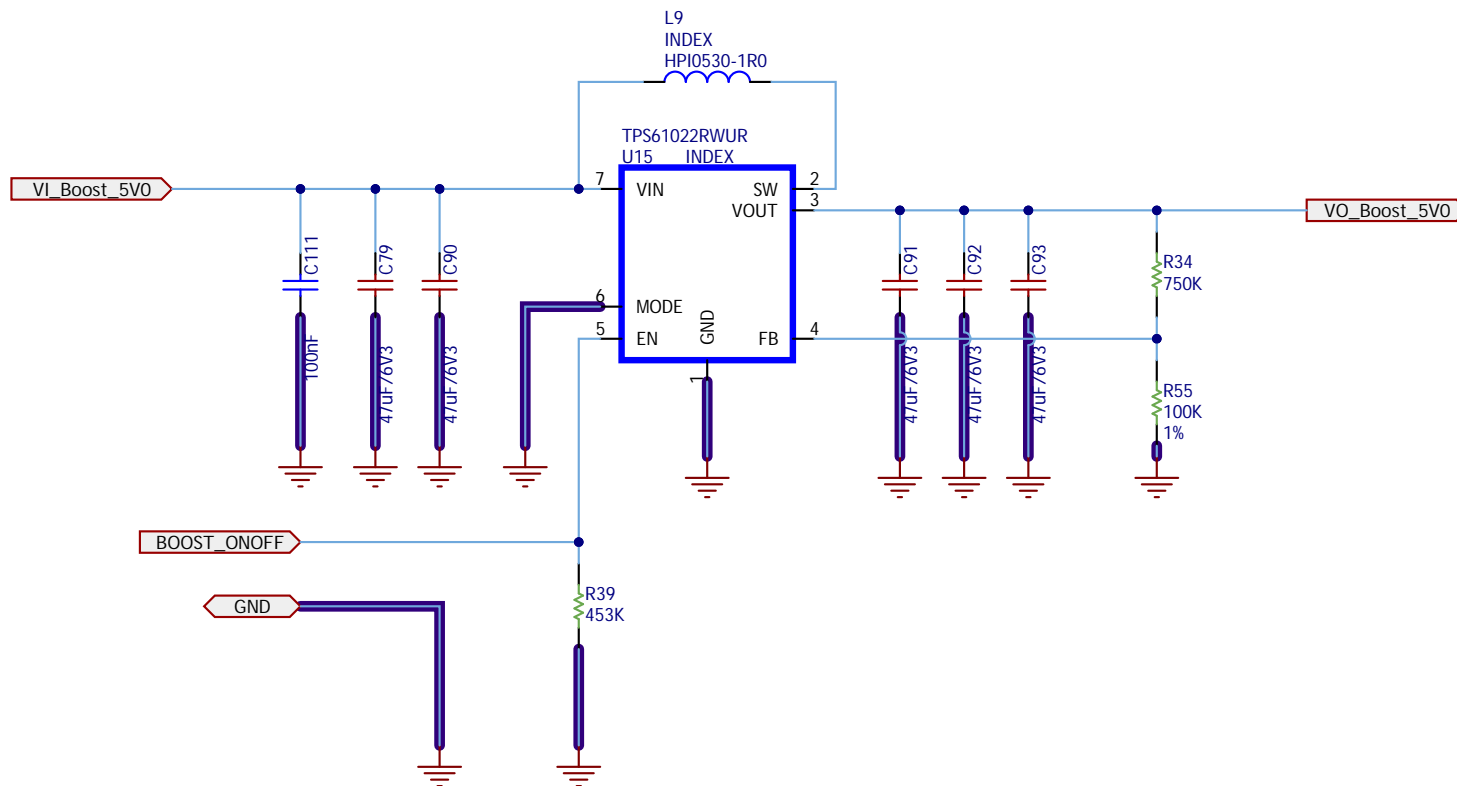 L9
INDEX
HPI0530-1R0
TPS61022RWUR
U15 INDEX
VI_Boost_5V0
7 VIN
SW 2
VOUT 3
VO_Boost_5V0
C111
C79
C90
C91
C92
C93
R34
750K
6 MODE
5 EN
GND
FB 4
1
100nF
47uF/6V3
47uF/6V3
47uF/6V3
47uF/6V3
47uF/6V3
R55
100K
1%
BOOST_ONOFF
R39
453K
GND